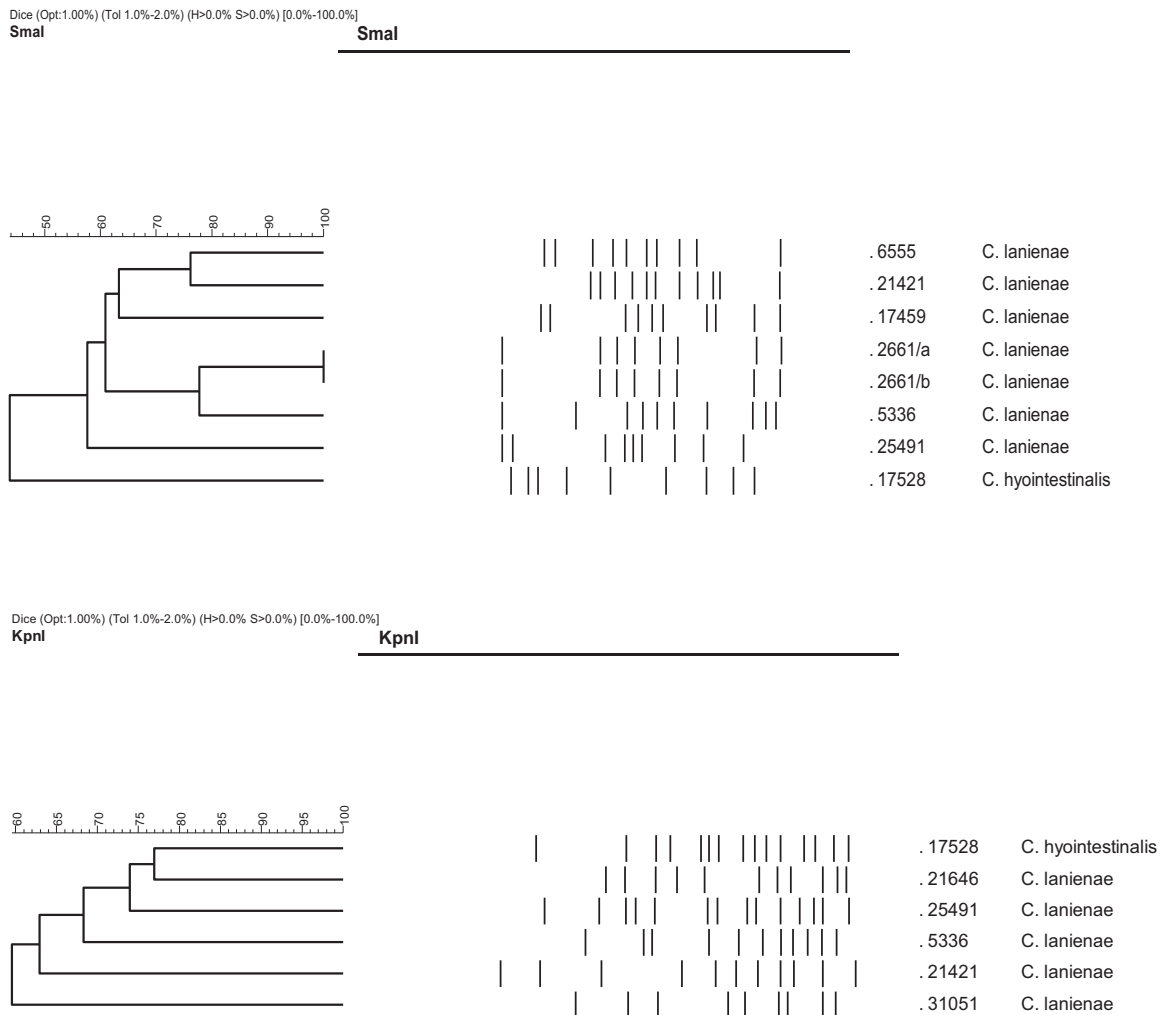 Dice (Opt:1.00%) (Tol 1.0%-2.0%) (H>0.0% S>0.0%) [0.0%-100.0%]
SmaI SmaI
50 60 70 80 90 100
. 6555 C. lanienae
. 21421 C. lanienae
. 17459 C. lanienae
. 2661/a C. lanienae
. 2661/b C. lanienae
. 5336 C. lanienae
. 25491 C. lanienae
. 17528 C. hyointestinalis
Dice (Opt:1.00%) (Tol 1.0%-2.0%) (H>0.0% S>0.0%) [0.0%-100.0%]
KpnI KpnI
60 65 70 75 80 85 90 95 100
. 17528 C. hyointestinalis
. 21646 C. lanienae
. 25491 C. lanienae
. 5336 C. lanienae
. 21421 C. lanienae
. 31051 C. lanienae